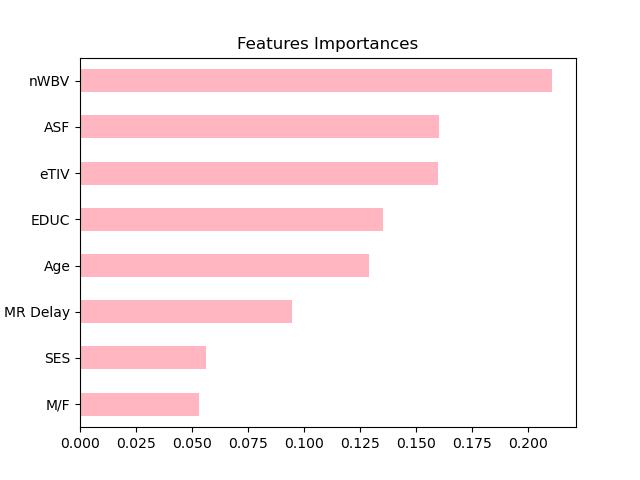 Features Importances
nWBV
ASF
eTIV
EDUC
Age
MR Delay
SES
M/F
0.000 0.025 0.050 0.075 0.100 0.125 0.150 0.175 0.200